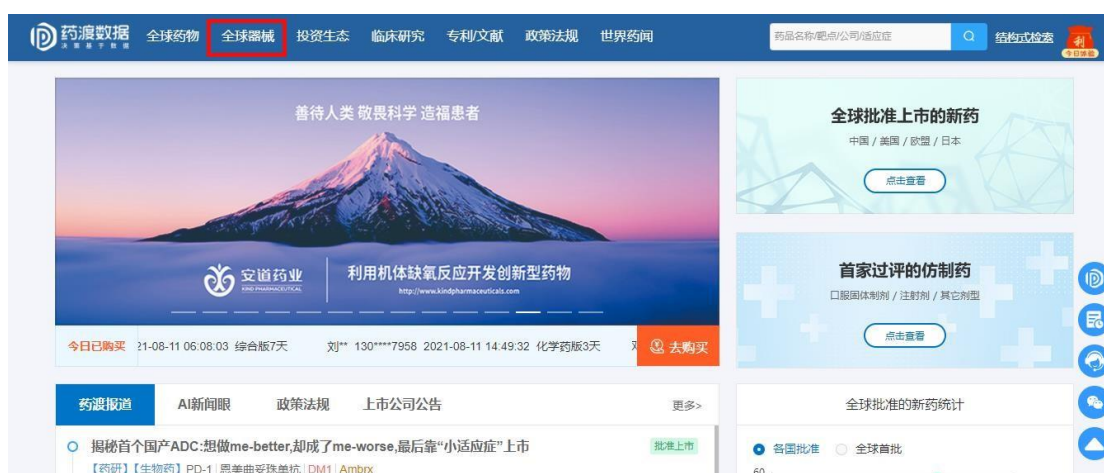 药渡数据
决策基于数据
全球药物 全球器械 投资生态 临床研究 专利/文献 政策法规 世界药闻
药品名称/靶点/公司/适应症
结构式检索
利
今日体验
善待人类 敬畏科学 造福患者
安道药业
KIND PHARMACEUTICAL
利用机体缺氧反应开发创新型药物
http://www.kindpharmaceuticals.com
全球批准上市的新药
中国 / 美国 / 欧盟 / 日本
点击查看
首家过评的仿制药
口服固体制剂 / 注射剂 / 其它剂型
点击查看
今日已购买 21-08-11 06:08:03 综合版7天 刘** 130****7958 2021-08-11 14:49:32 化学药版3天
去购买
药渡报道 AI新闻眼 政策法规 上市公司公告 更多>
揭秘首个国产ADC:想做me-better,却成了me-worse,最后靠“小适应症”上市
批准上市
【药研】【生物药】PD-1 恩美曲妥珠单抗 DM1 Ambrx
全球批准的新药统计
各国批准 全球首批
60